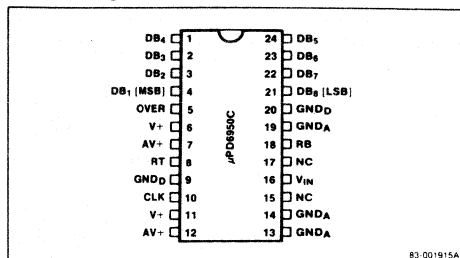 DB4 1 24 DB5
DB3 2 23 DB6
DB2 3 22 DB7
DB1 [MSB] 4 21 DB8 [LSB]
OVER 5 20 GNDD
V+ 6 19 GNDA
AV+ 7 18 RB
RT 8 17 NC
GNDD 9 16 VIN
CLK 10 15 NC
V+ 11 14 GNDA
AV+ 12 13 GNDA
μPD6950C
83-001915A